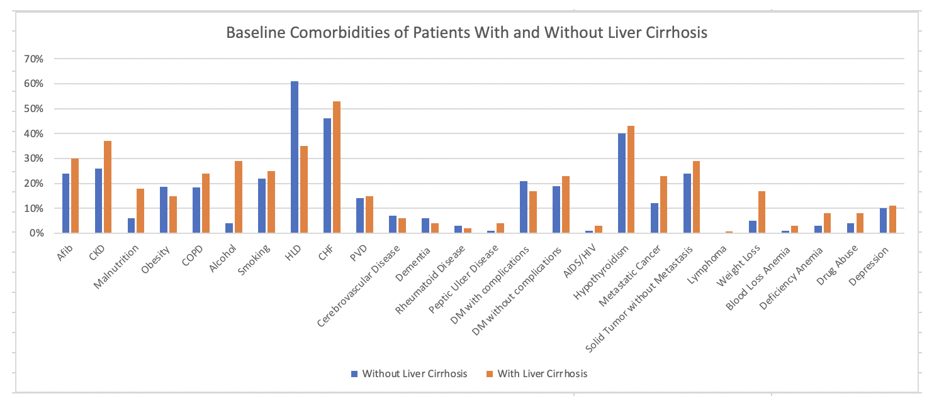 Baseline Comorbidities of Patients With and Without Liver Cirrhosis
70%
60%
50%
40%
30%
20%
10%
0%
Afib
CKD
Malnutrition
Obesity
COPD
Alcohol
Smoking
HLD
CHF
PVD
Cerebrovascular Disease
Dementia
Rheumatoid Disease
Peptic Ulcer Disease
DM with complications
DM without complications
AIDS/HIV
Hypothyroidism
Metastatic Cancer
Solid Tumor without Metastasis
Lymphoma
Weight Loss
Blood Loss Anemia
Deficiency Anemia
Drug Abuse
Depression
Without Liver Cirrhosis
With Liver Cirrhosis